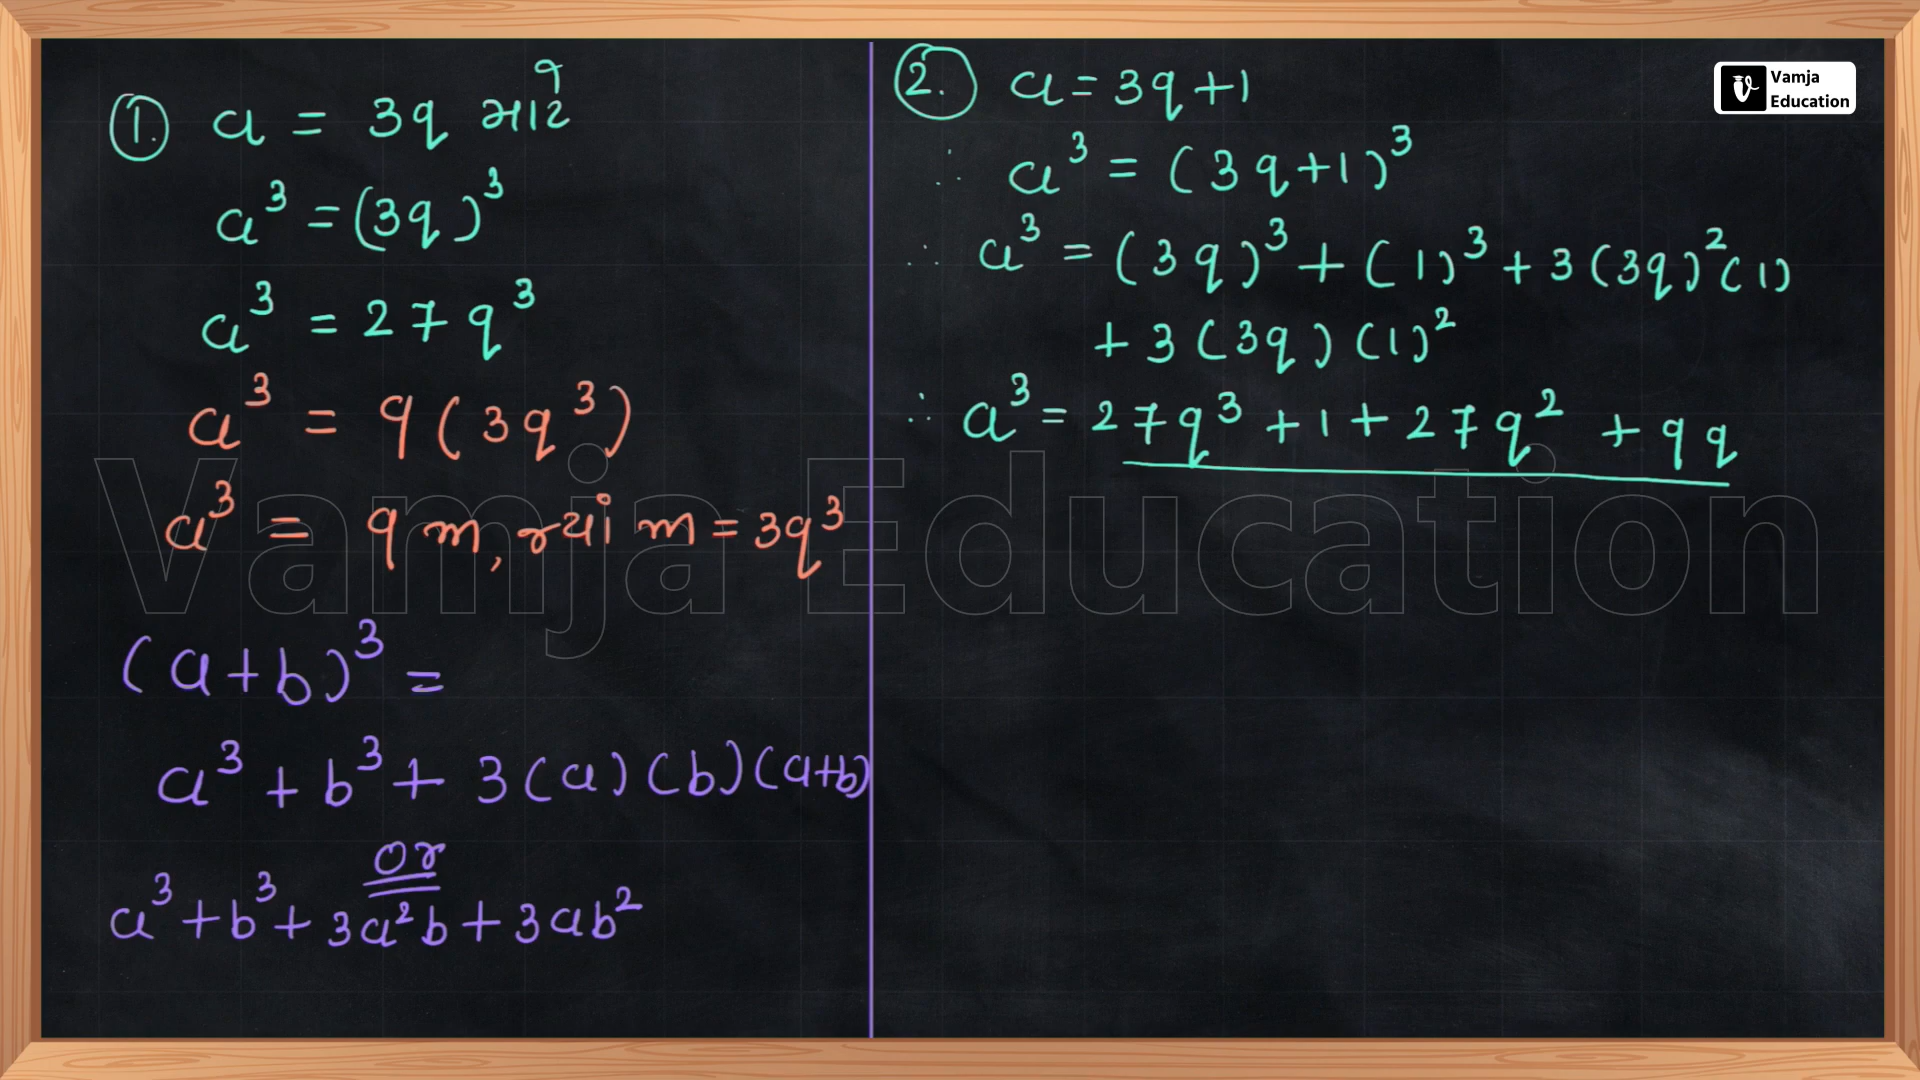 ① a = 3q માટે
a³ = (3q)³
a³ = 27q³
a³ = 9(3q³)
a³ = 9m, જ્યાં m = 3q³
(a+b)³ =
a³ + b³ + 3(a)(b)(a+b)
or
a³ + b³ + 3a²b + 3ab²
②. a = 3q+1
∴ a³ = (3q+1)³
∴ a³ = (3q)³ + (1)³ + 3(3q)²(1)
+ 3(3q)(1)²
∴ a³ = 27q³ + 1 + 27q² + 9q
Vamja
Education
Vamja Education